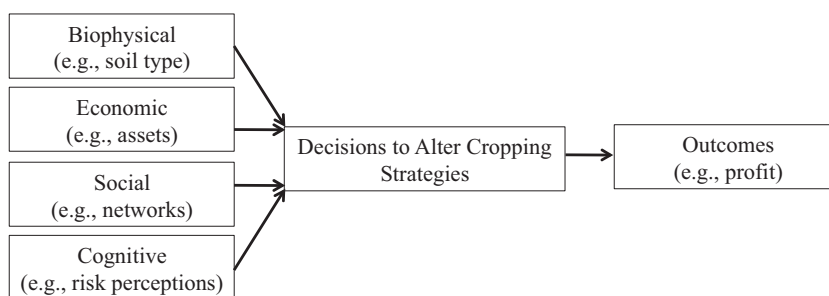 Biophysical
(e.g., soil type)
Economic
(e.g., assets)
Social
(e.g., networks)
Cognitive
(e.g., risk perceptions)
Decisions to Alter Cropping
Strategies
Outcomes
(e.g., profit)